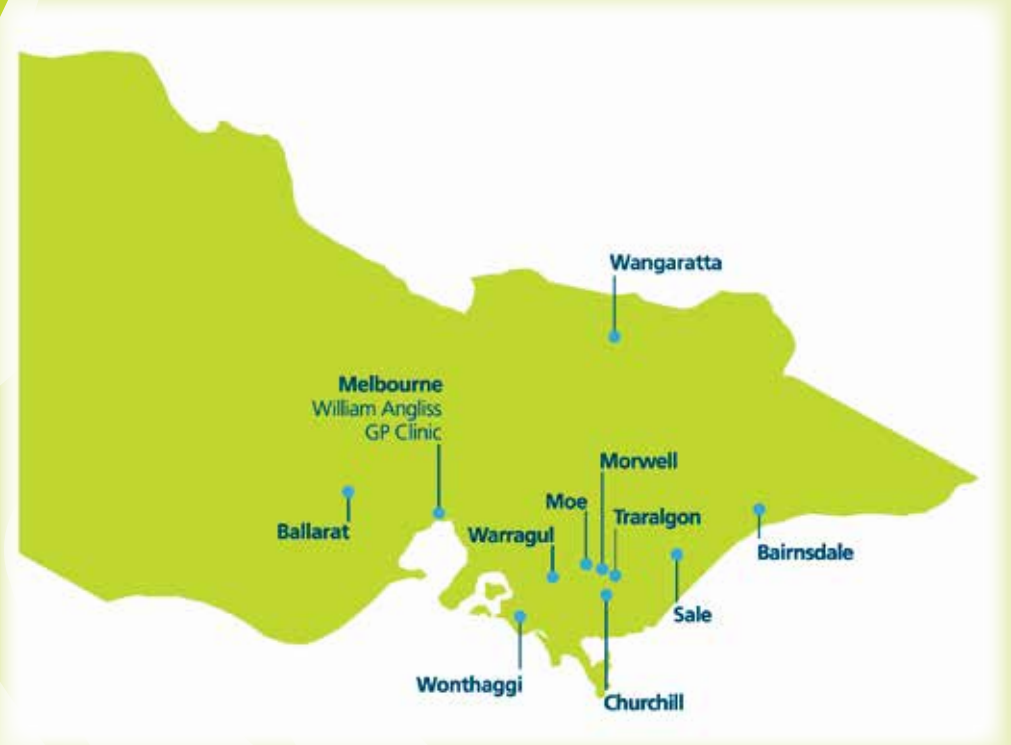 Wangaratta
Melbourne
William Angliss
GP Clinic
Morwell
Moe
Traralgon
Ballarat
Warragul
Bairnsdale
Sale
Wonthaggi
Churchill